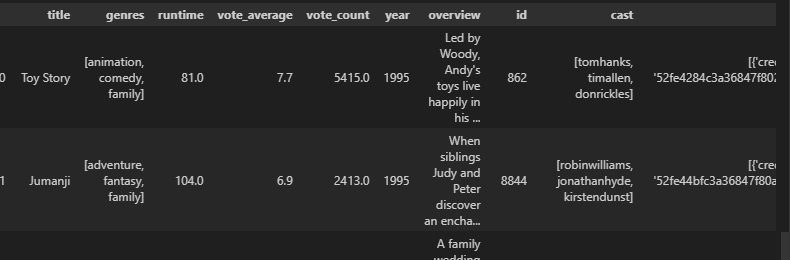 title genres runtime vote_average vote_count year overview id cast
Led by
Woody,
[animation, Andy's [tomhanks, [{'cre
0 Toy Story comedy, 81.0 7.7 5415.0 1995 toys live 862 timallen, '52fe4284c3a36847f802
family] happily in donrickles]
his ...
When
siblings
[adventure, Judy and [robinwilliams, [{'cre
1 Jumanji fantasy, 104.0 6.9 2413.0 1995 Peter 8844 jonathanhyde, '52fe44bfc3a36847f80a
family] discover kirstendunst]
an encha...
A family
wedding